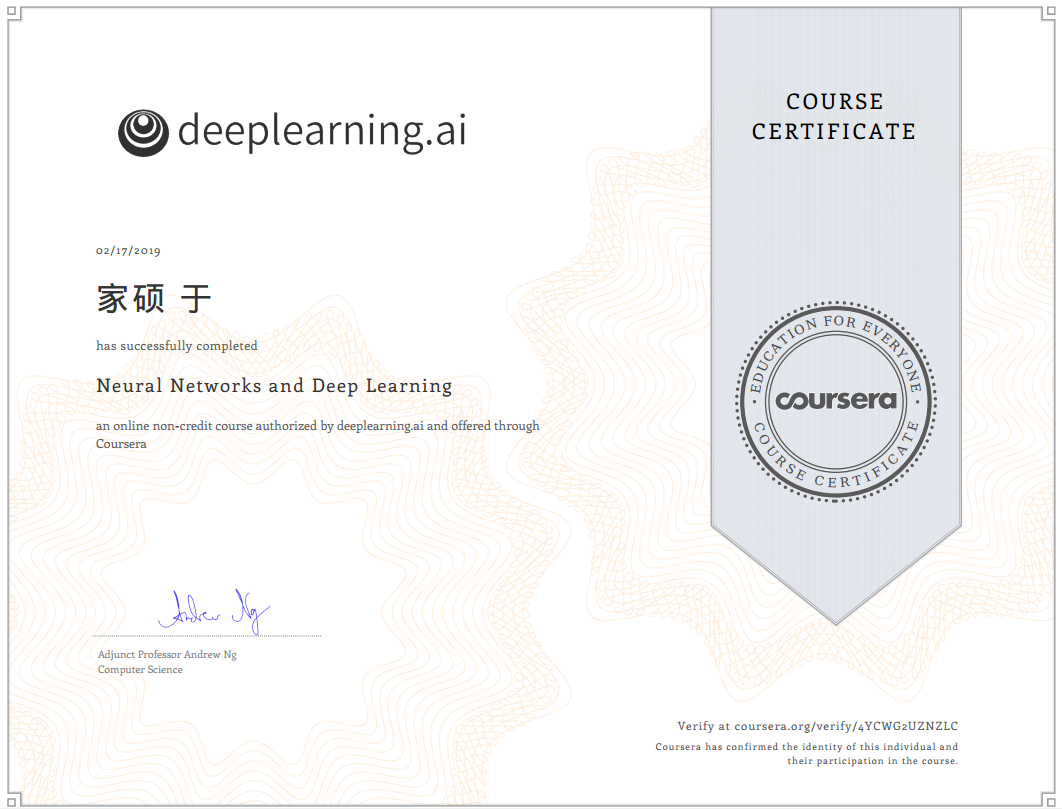 deeplearning.ai
COURSE
CERTIFICATE
02/17/2019
家硕 于
has successfully completed
Neural Networks and Deep Learning
an online non-credit course authorized by deeplearning.ai and offered through
Coursera
EDUCATION FOR EVERYONE
coursera
COURSE CERTIFICATE
Andrew Ng
Adjunct Professor Andrew Ng
Computer Science
Verify at coursera.org/verify/4YCWG2UZNZLC
Coursera has confirmed the identity of this individual and
their participation in the course.